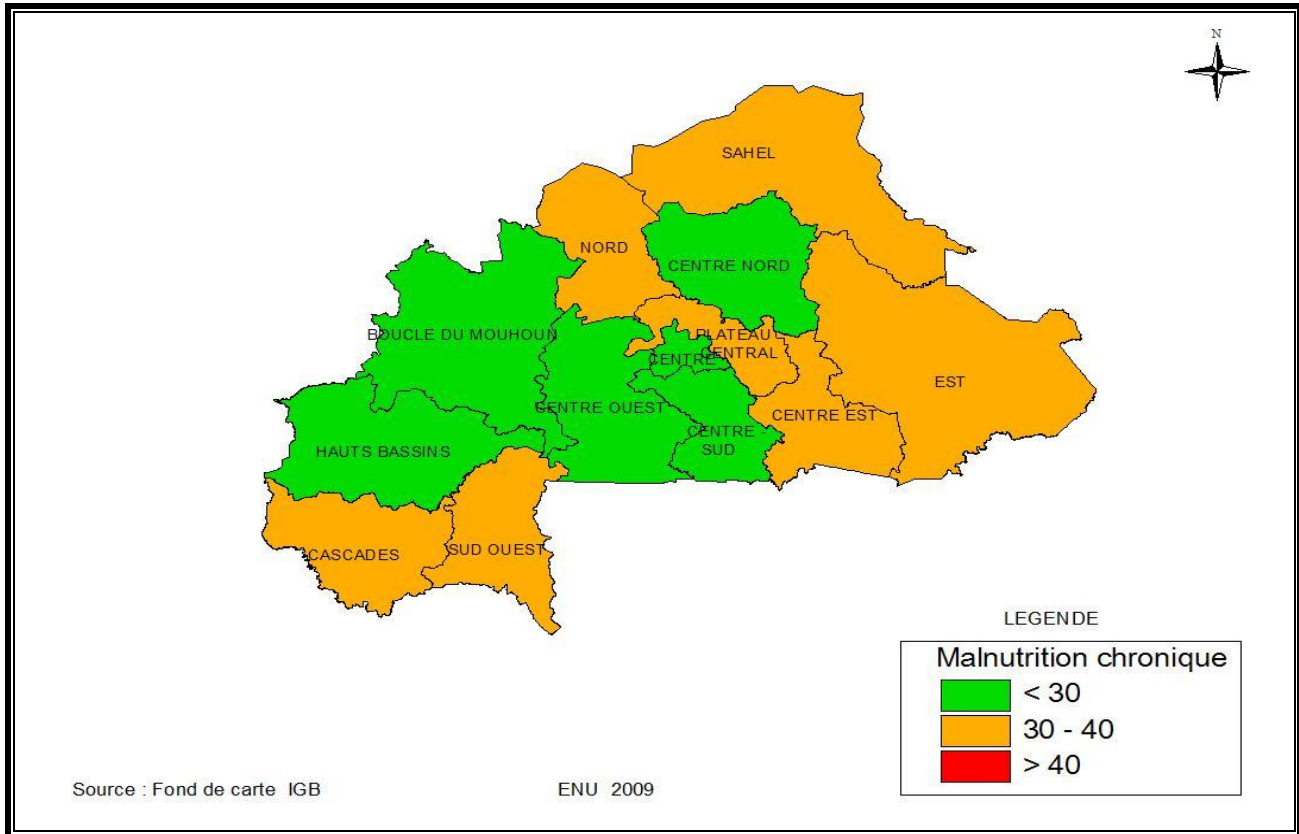 N
SAHEL
NORD
CENTRE NORD
BOUCLE DU MOUHOUN
PLATEAU
CENTRAL
CENTRE
EST
CENTRE OUEST
CENTRE EST
CENTRE -
SUD
HAUTS BASSINS
CASCADES
SUD OUEST
LEGENDE
Malnutrition chronique
< 30
30 - 40
> 40
Source : Fond de carte IGB
ENU 2009